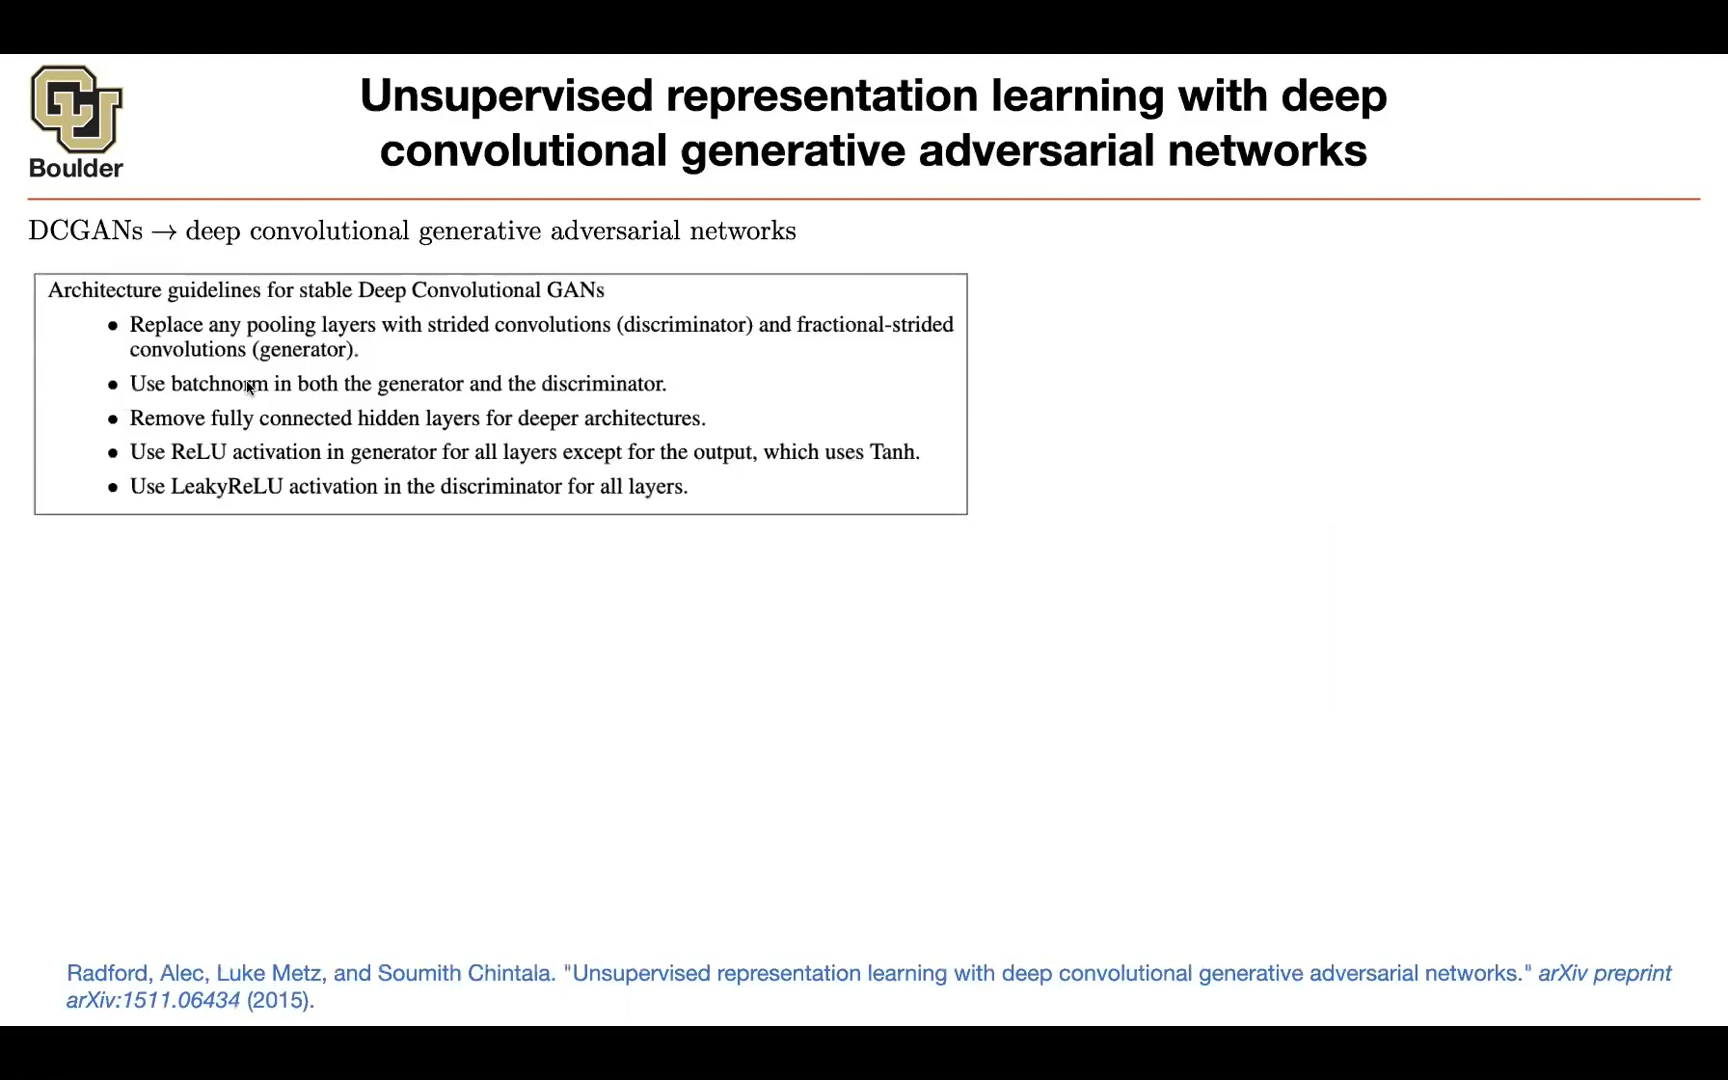 CU
Boulder
Unsupervised representation learning with deep
convolutional generative adversarial networks
DCGANs → deep convolutional generative adversarial networks
Architecture guidelines for stable Deep Convolutional GANs
• Replace any pooling layers with strided convolutions (discriminator) and fractional-strided
convolutions (generator).
• Use batchnorm in both the generator and the discriminator.
• Remove fully connected hidden layers for deeper architectures.
• Use ReLU activation in generator for all layers except for the output, which uses Tanh.
• Use LeakyReLU activation in the discriminator for all layers.
Radford, Alec, Luke Metz, and Soumith Chintala. "Unsupervised representation learning with deep convolutional generative adversarial networks." arXiv preprint
arXiv:1511.06434 (2015).